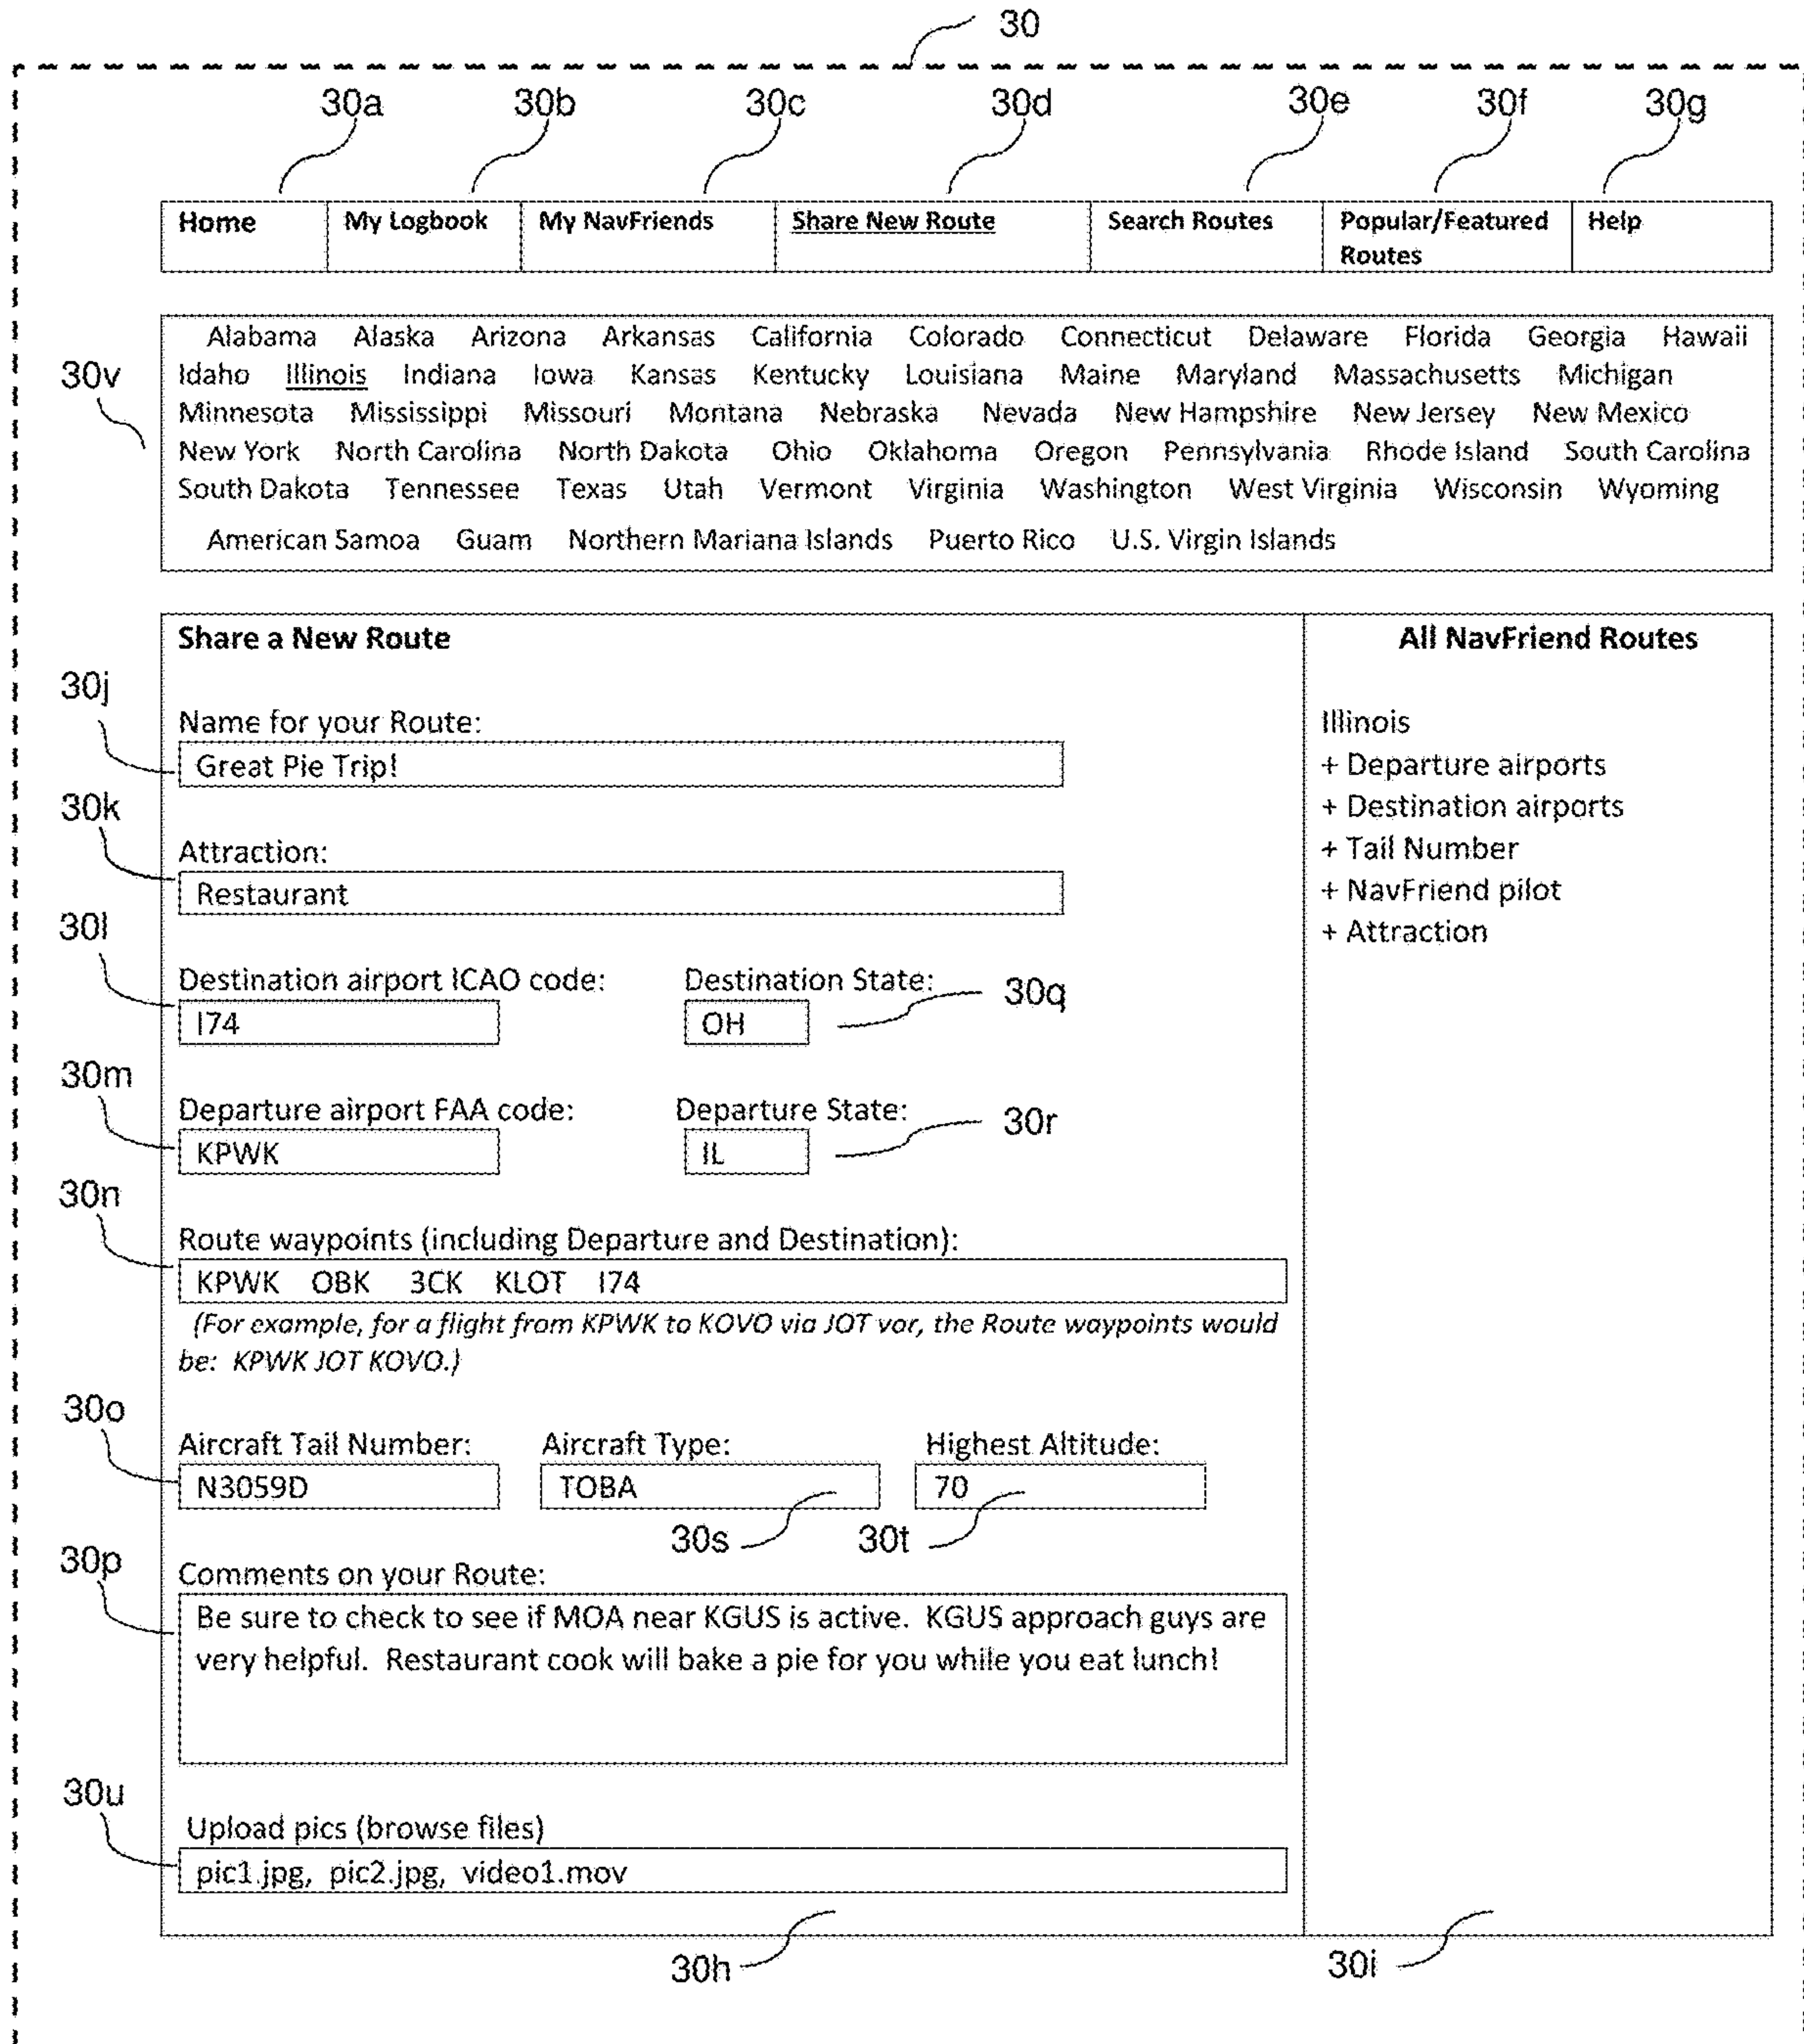 30
30a 30b 30c 30d 30e 30f 30g
Home My Logbook My NavFriends Share New Route Search Routes Popular/Featured Help
Routes
Alabama Alaska Arizona Arkansas California Colorado Connecticut Delaware Florida Georgia Hawaii
30v Idaho Illinois Indiana Iowa Kansas Kentucky Louisiana Maine Maryland Massachusetts Michigan
Minnesota Mississippi Missouri Montana Nebraska Nevada New Hampshire New Jersey New Mexico
New York North Carolina North Dakota Ohio Oklahoma Oregon Pennsylvania Rhode Island South Carolina
South Dakota Tennessee Texas Utah Vermont Virginia Washington West Virginia Wisconsin Wyoming
American Samoa Guam Northern Mariana Islands Puerto Rico U.S. Virgin Islands
Share a New Route All NavFriend Routes
30j
Name for your Route: Illinois
Great Pie Trip! + Departure airports
30k + Destination airports
Attraction: + Tail Number
Restaurant + NavFriend pilot
30l + Attraction
Destination airport ICAO code: Destination State: 30q
I74 OH
30m
Departure airport FAA code: Departure State: 30r
KPWK IL
30n
Route waypoints (including Departure and Destination):
KPWK OBK 3CK KLOT I74
(For example, for a flight from KPWK to KOVO via JOT vor, the Route waypoints would
be: KPWK JOT KOVO.)
30o
Aircraft Tail Number: Aircraft Type: Highest Altitude:
N3059D TOBA 70
30s 30t
30p
Comments on your Route:
Be sure to check to see if MOA near KGUS is active. KGUS approach guys are
very helpful. Restaurant cook will bake a pie for you while you eat lunch!
30u
Upload pics (browse files)
pic1.jpg, pic2.jpg, video1.mov
30h 30i